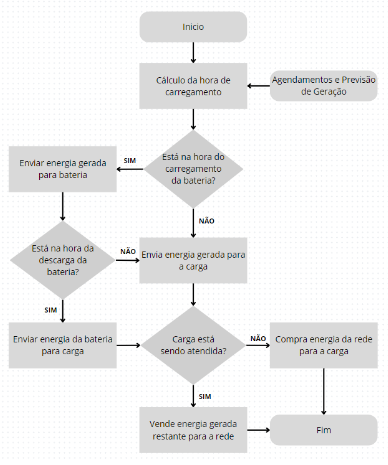 Inicio
Cálculo da hora de
carregamento
Agendamentos e Previsão
de Geração
Está na hora do
carregamento
da bateria?
SIM
Enviar energia gerada
para bateria
NÃO
Está na hora da
descarga da
bateria?
NÃO
Envia energia gerada para
a carga
SIM
Enviar energia da bateria
para carga
Carga está
sendo atendida?
NÃO
Compra energia da rede
para a carga
SIM
Vende energia gerada
restante para a rede
Fim